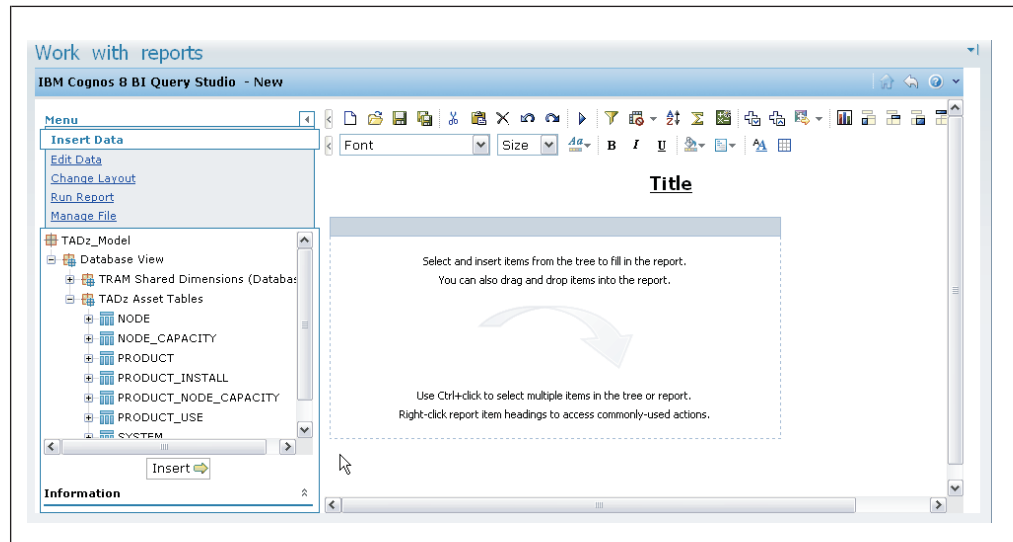 Work with reports
IBM Cognos 8 BI Query Studio - New
Menu
Insert Data
Edit Data
Change Layout
Run Report
Manage File
Font
Size
B I U
Title
TADz_Model
Database View
TRAM Shared Dimensions (Databas
TADz Asset Tables
NODE
NODE_CAPACITY
PRODUCT
PRODUCT_INSTALL
PRODUCT_NODE_CAPACITY
PRODUCT_USE
SYSTEM
Insert
Information
Select and insert items from the tree to fill in the report.
You can also drag and drop items into the report.
Use Ctrl+click to select multiple items in the tree or report.
Right-click report item headings to access commonly-used actions.